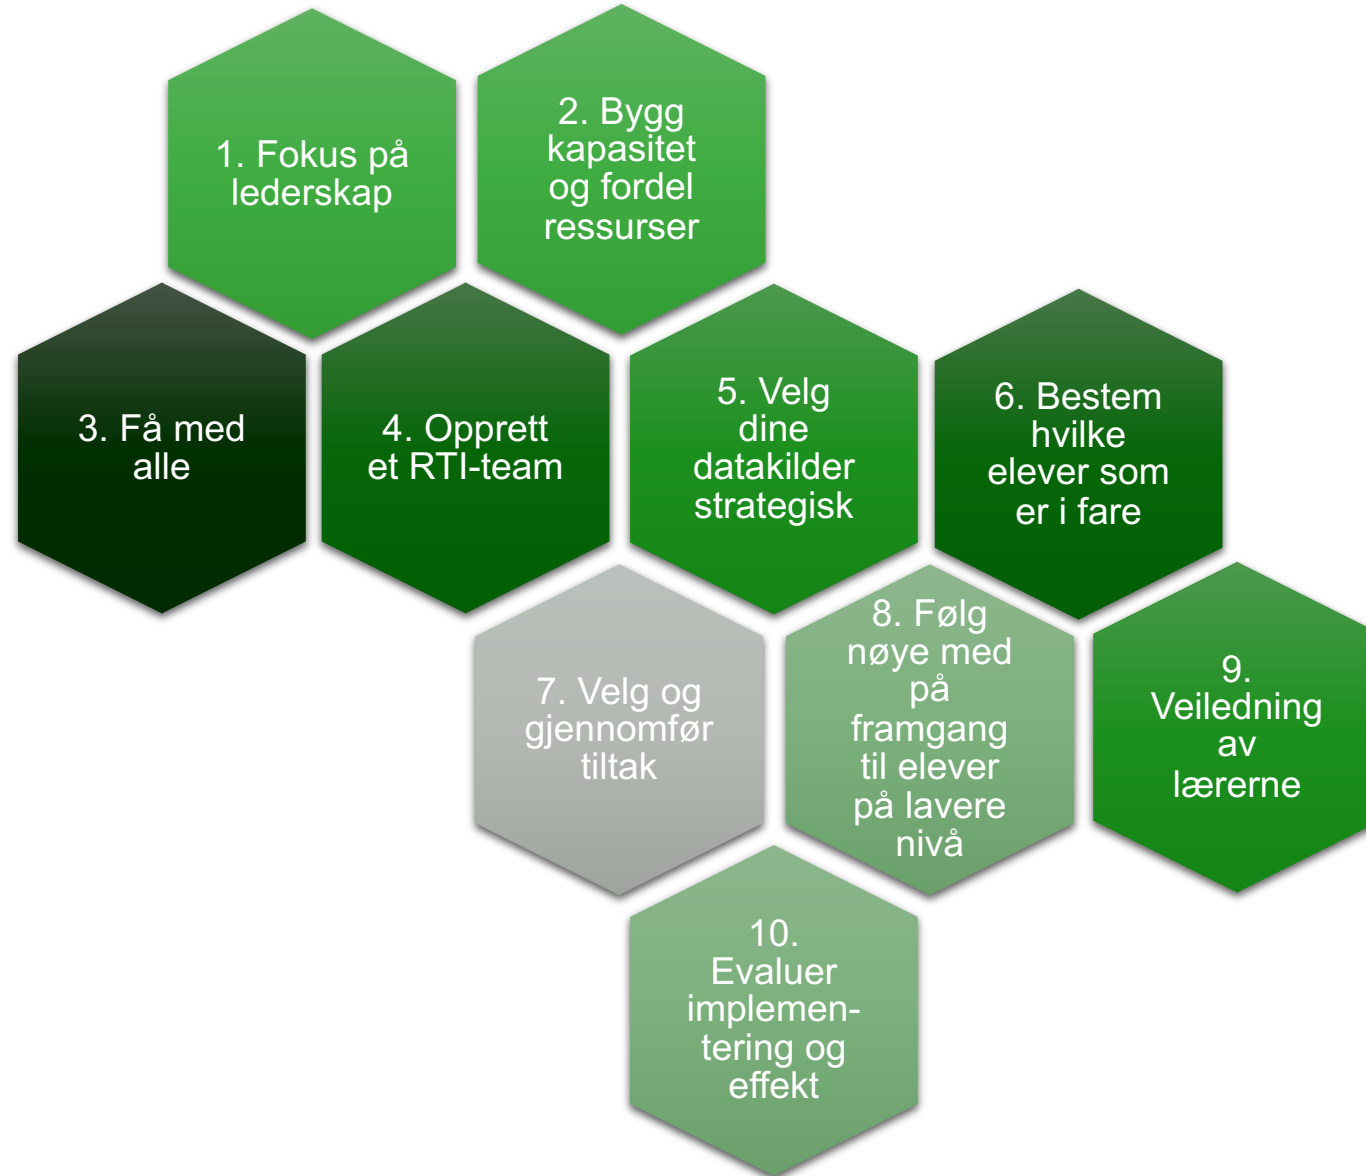 1. Fokus på
lederskap
2. Bygg
kapasitet
og fordel
ressurser
3. Få med
alle
4. Opprett
et RTI-team
5. Velg
dine
datakilder
strategisk
6. Bestem
hvilke
elever som
er i fare
7. Velg og
gjennomfør
tiltak
8. Følg
nøye med
på
framgang
til elever
på lavere
nivå
9.
Veiledning
av
lærerne
10.
Evaluer
implemen-
tering og
effekt